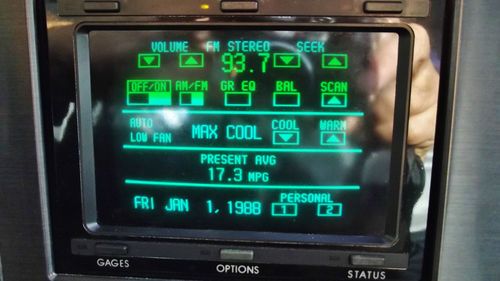 VOLUME FM STEREO SEEK
93.7
OFF/ON AM/FM GR EQ BAL SCAN
AUTO COOL WARM
LOW FAN MAX COOL
PRESENT AVG
17.3 MPG
PERSONAL
FRI JAN 1, 1988 1 2
GAGES OPTIONS STATUS